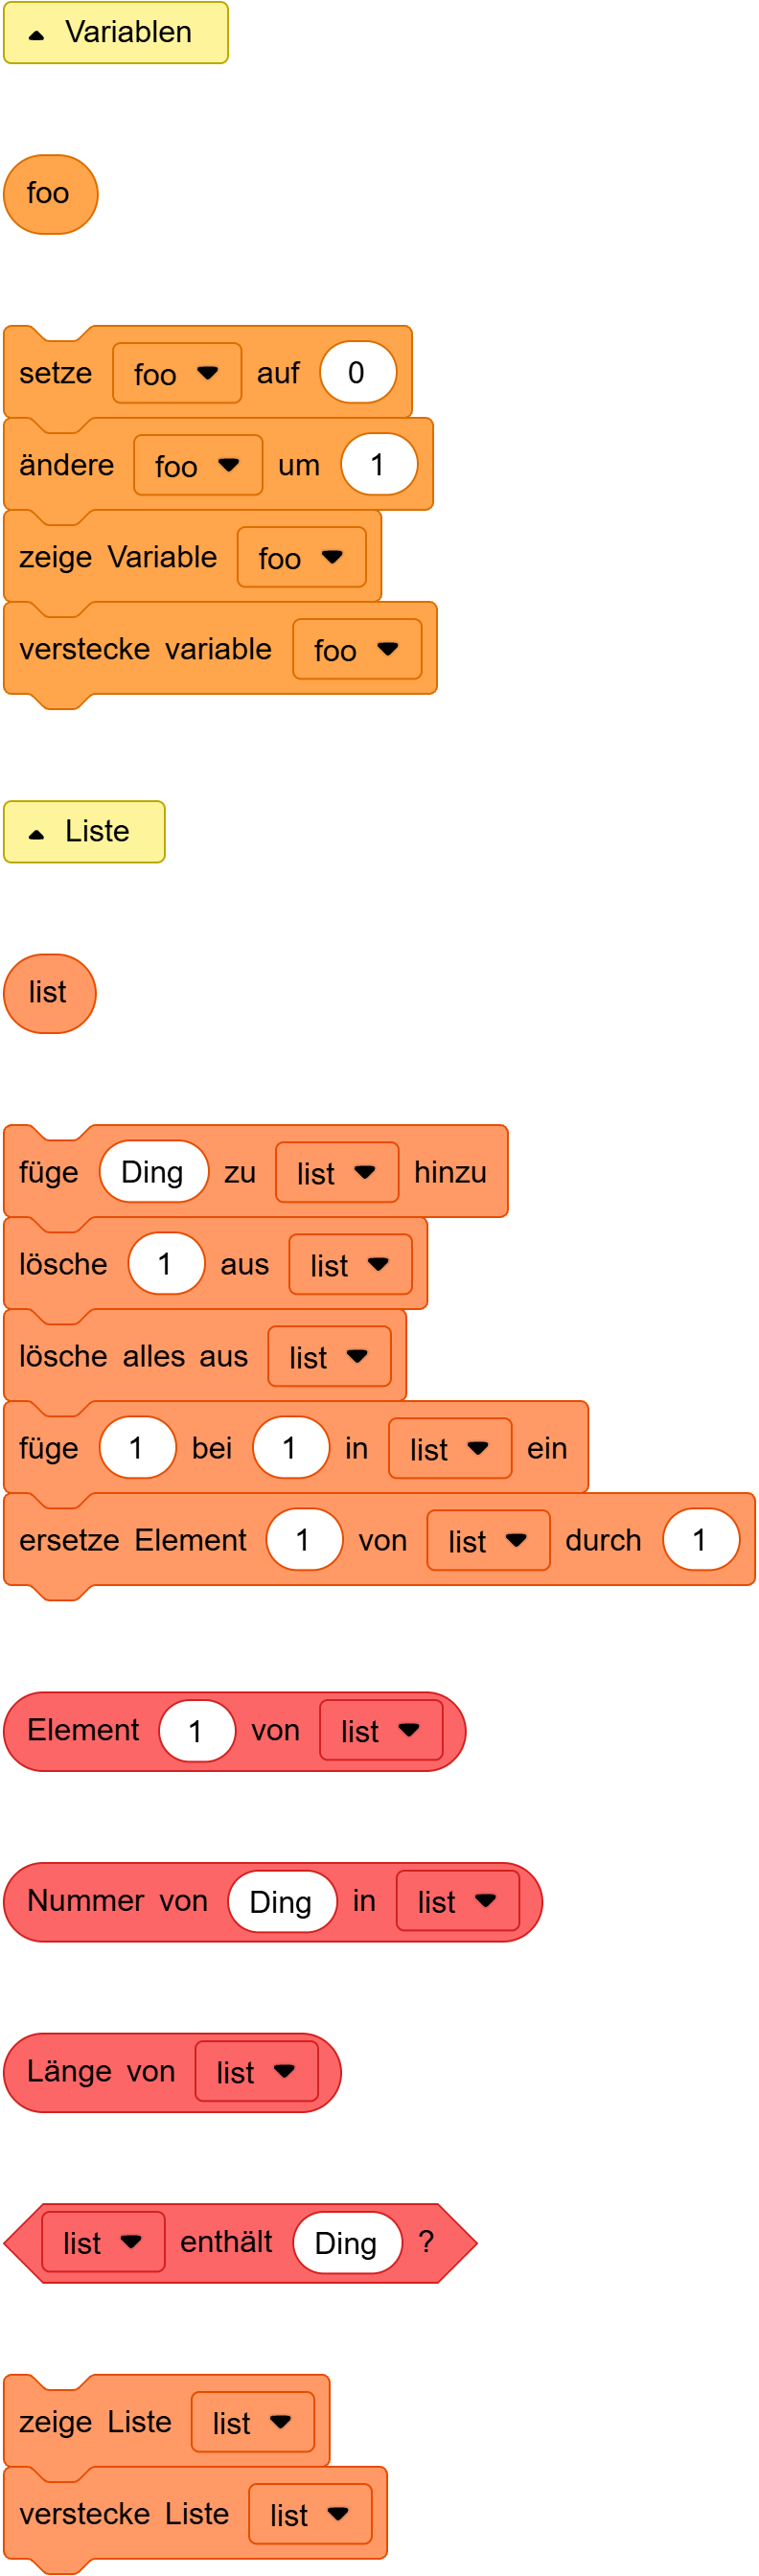 Variablen
foo
setze foo auf 0
ändere foo um 1
zeige Variable foo
verstecke variable foo
Liste
list
füge Ding zu list hinzu
lösche 1 aus list
lösche alles aus list
füge 1 bei 1 in list ein
ersetze Element 1 von list durch 1
Element 1 von list
Nummer von Ding in list
Länge von list
list enthält Ding ?
zeige Liste list
verstecke Liste list